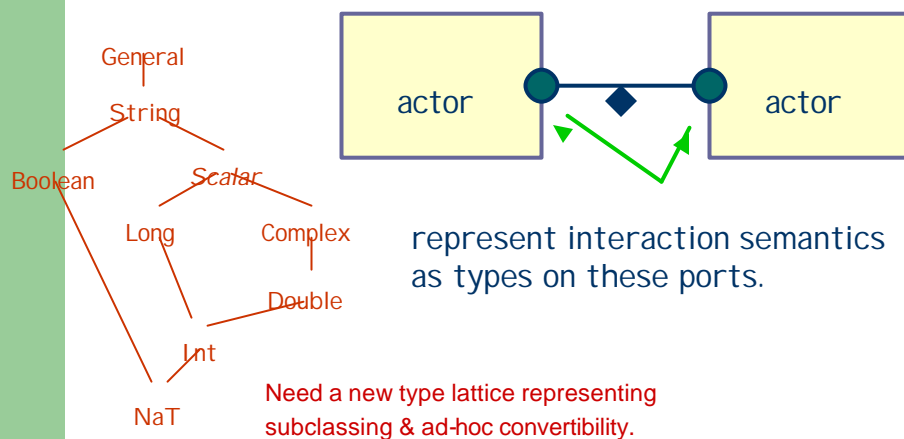 General
String
Boolean
Scalar
Long
Complex
Double
Int
NaT
actor
actor
represent interaction semantics
as types on these ports.
Need a new type lattice representing
subclassing & ad-hoc convertibility.